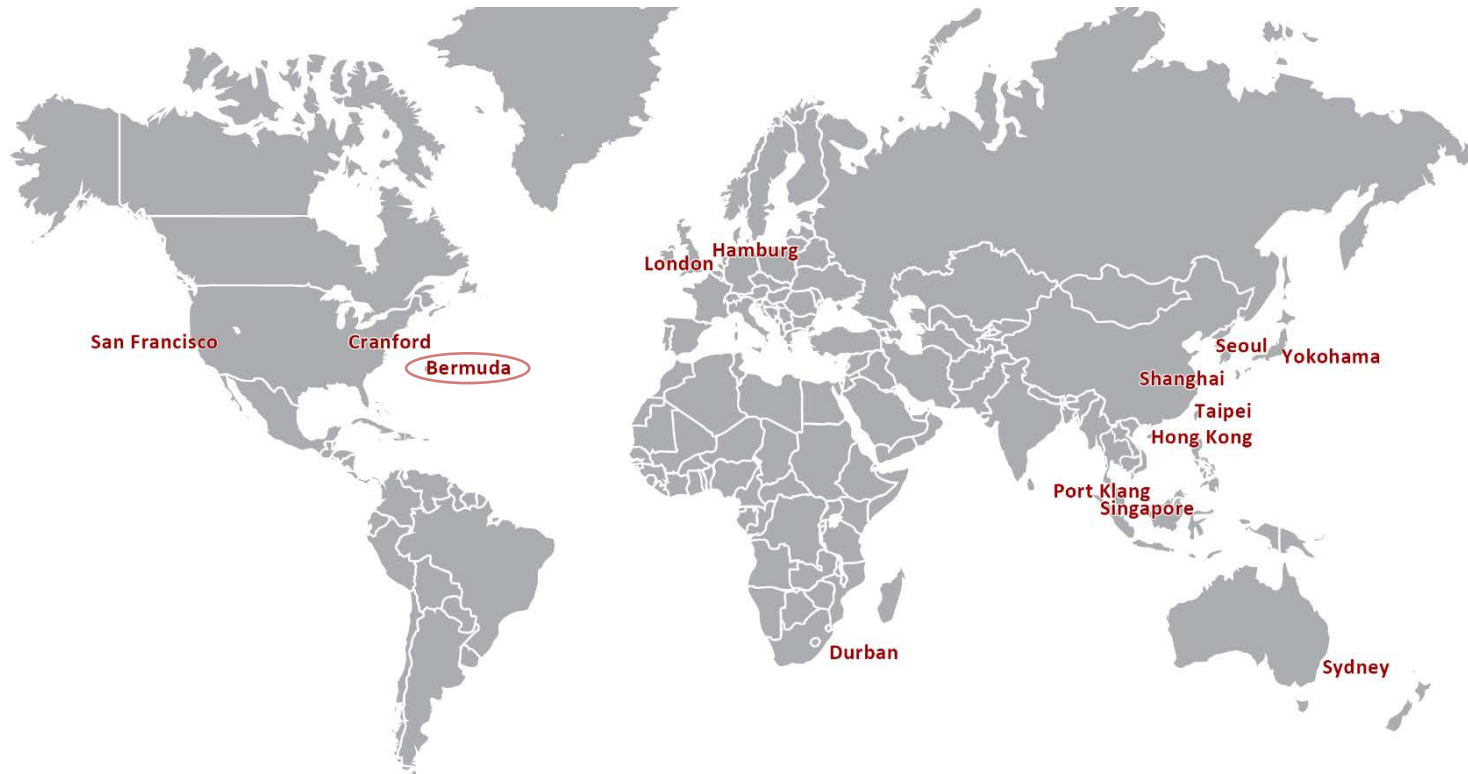 Hamburg
London
San Francisco
Cranford
Bermuda
Seoul
Yokohama
Shanghai
Taipei
Hong Kong
Port Klang
Singapore
Durban
Sydney